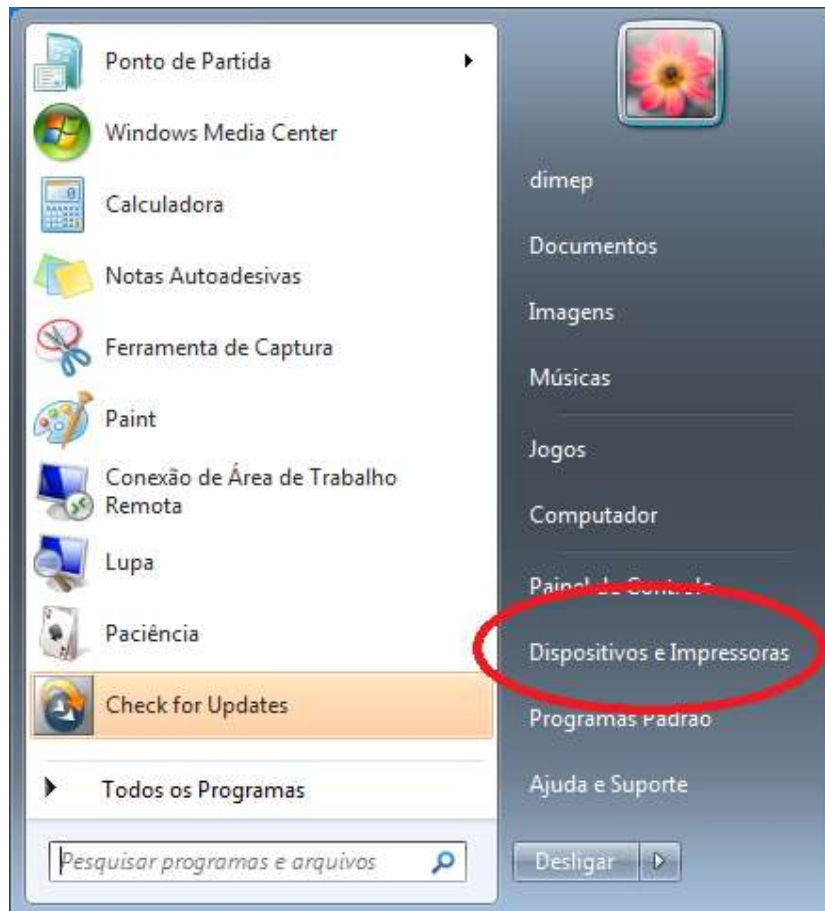 Ponto de Partida
Windows Media Center
Calculadora
Notas Autoadesivas
Ferramenta de Captura
Paint
Conexão de Área de Trabalho
Remota
Lupa
Paciência
Check for Updates
Todos os Programas
Pesquisar programas e arquivos
dimep
Documentos
Imagens
Músicas
Jogos
Computador
Painel de Controle
Dispositivos e Impressoras
Programas Padrão
Ajuda e Suporte
Desligar